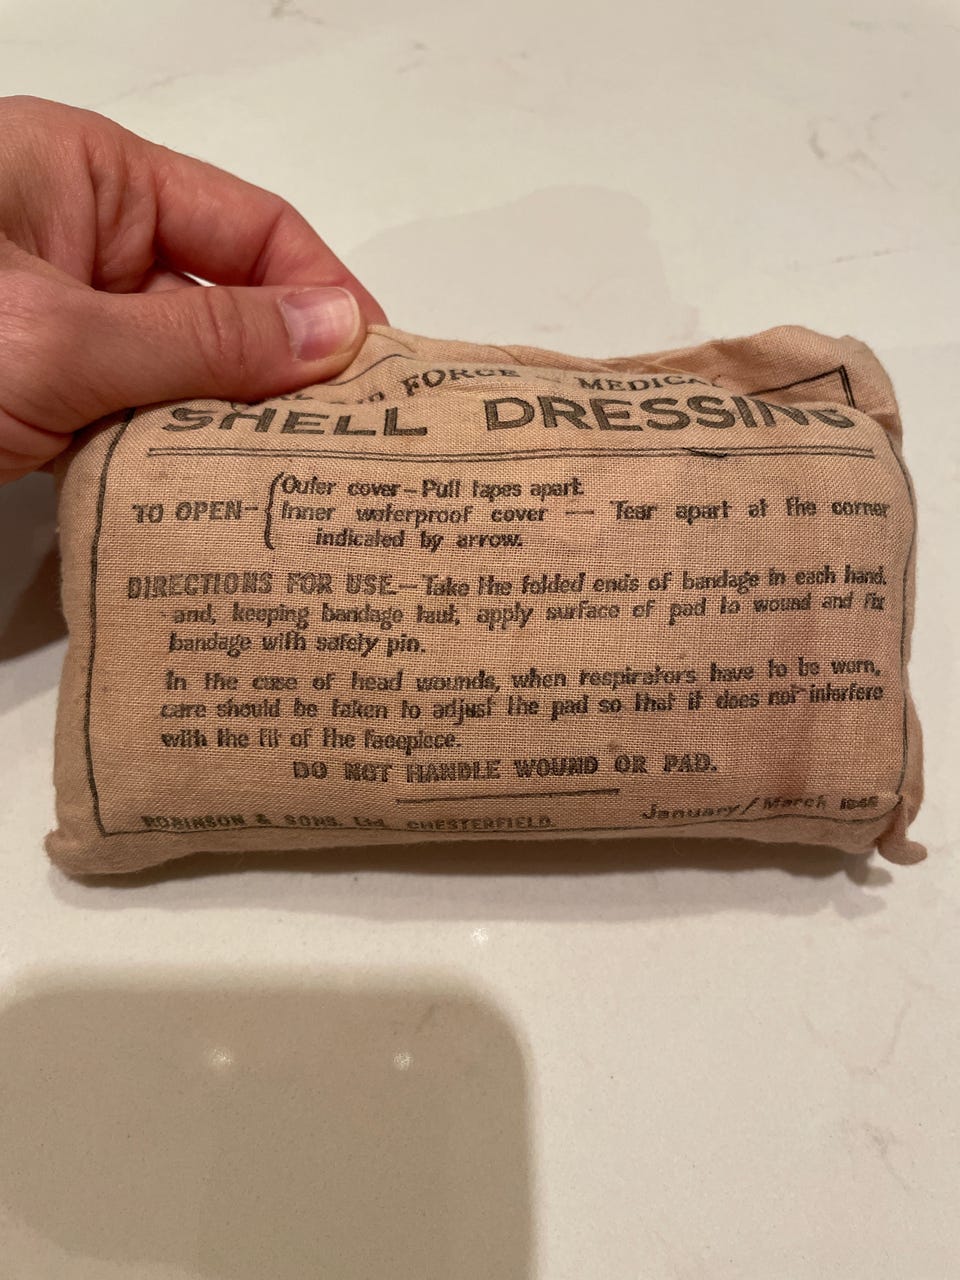 FORCE MEDICAL
SHELL DRESSING
TO OPEN— { Outer cover — Pull tapes apart.
Inner waterproof cover — Tear apart at the corner
indicated by arrow.
DIRECTIONS FOR USE.—Take the folded ends of bandage in each hand,
and, keeping bandage taut, apply surface of pad to wound and fix
bandage with safety pin.
In the case of head wounds, when respirators have to be worn,
care should be taken to adjust the pad so that it does not interfere
with the fit of the facepiece.
DO NOT HANDLE WOUND OR PAD.
January/March
ROBINSON & SONS, Ltd. CHESTERFIELD.